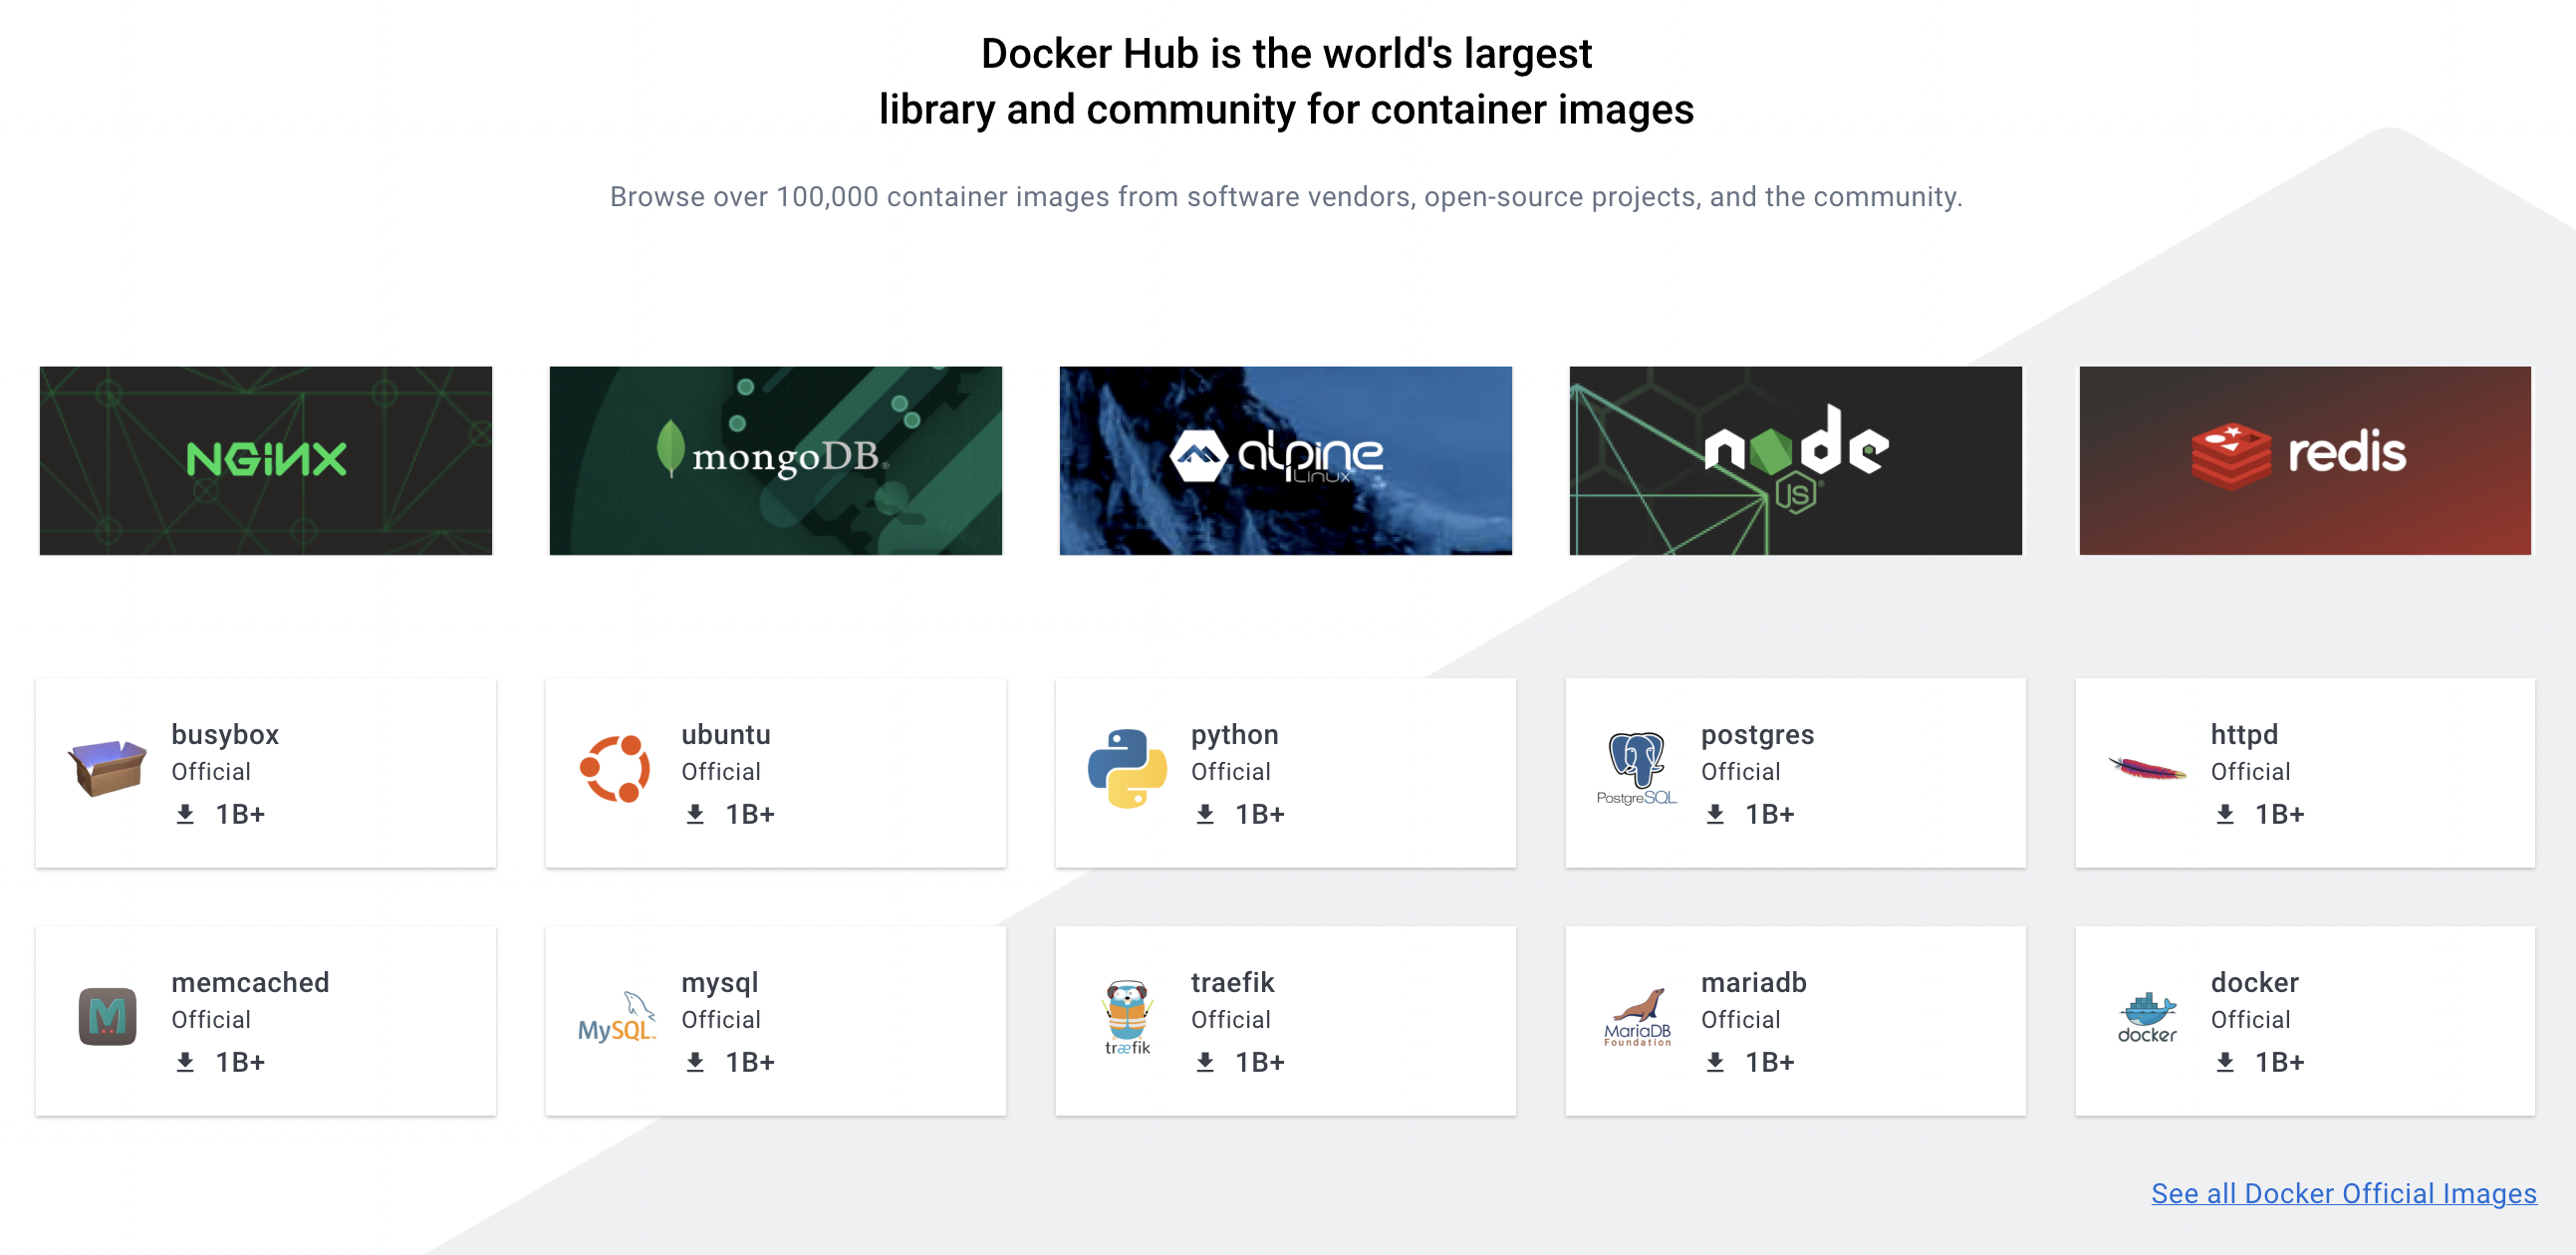 Docker Hub is the world's largest
library and community for container images
Browse over 100,000 container images from software vendors, open-source projects, and the community.
NGINX
mongoDB®
alpine
Linux
node
JS®
redis
busybox
Official
1B+
ubuntu
Official
1B+
python
Official
1B+
PostgreSQL
postgres
Official
1B+
httpd
Official
1B+
M
memcached
Official
1B+
MySQL™
mysql
Official
1B+
træfik
traefik
Official
1B+
MariaDB
Foundation
mariadb
Official
1B+
docker
docker
Official
1B+
See all Docker Official Images